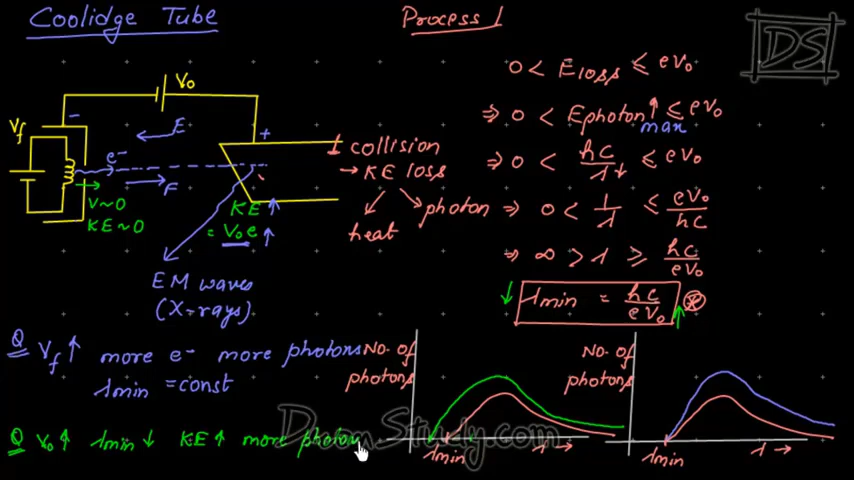 Coolidge Tube
Process 1
DS
V₀
Vf
-
+
E
e⁻
F
V~0
KE~0
KE ↑
= V₀e ↑
EM waves
(X-rays)
1 collision
→ KE loss
heat
photon
0 < Eloss ≤ eV₀
⇒ 0 < Ephoton ↑ ≤ eV₀
max
⇒ 0 < hc/λ↓ ≤ eV₀
⇒ 0 < 1/λ ≤ eV₀/hc
⇒ ∞ > λ ≥ hc/eV₀
↓ λmin = hc/eV₀ ↑
Q Vf ↑ more e⁻ more photons
λmin = const
Q V₀ ↑ λmin ↓ KE ↑ more photon
No. of
photons
λmin
λ →
No. of
photons
λmin
λ →
DoonStudy.com